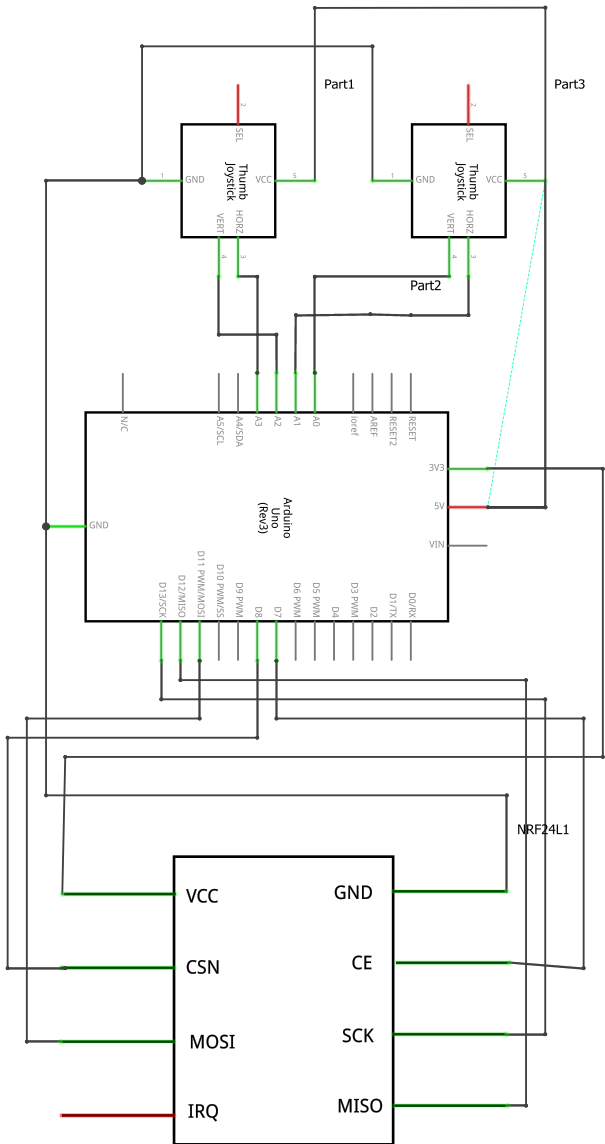 Part1
Part3
2
2
SEL
SEL
Thumb
Joystick
Thumb
Joystick
1
GND
VCC
5
1
GND
VCC
5
VERT
HORZ
VERT
HORZ
4
3
4
3
Part2
N/C
A5/SCL
A4/SDA
A3
A2
A1
A0
ioref
AREF
RESET2
RESET
3V3
5V
VIN
GND
Arduino
Uno
(Rev3)
D13/SCK
D12/MISO
D11 PWM/MOSI
D10 PWM/SS
D9 PWM
D8
D7
D6 PWM
D5 PWM
D4
D3 PWM
D2
D1/TX
D0/RX
NRF24L1
VCC
GND
CSN
CE
MOSI
SCK
IRQ
MISO